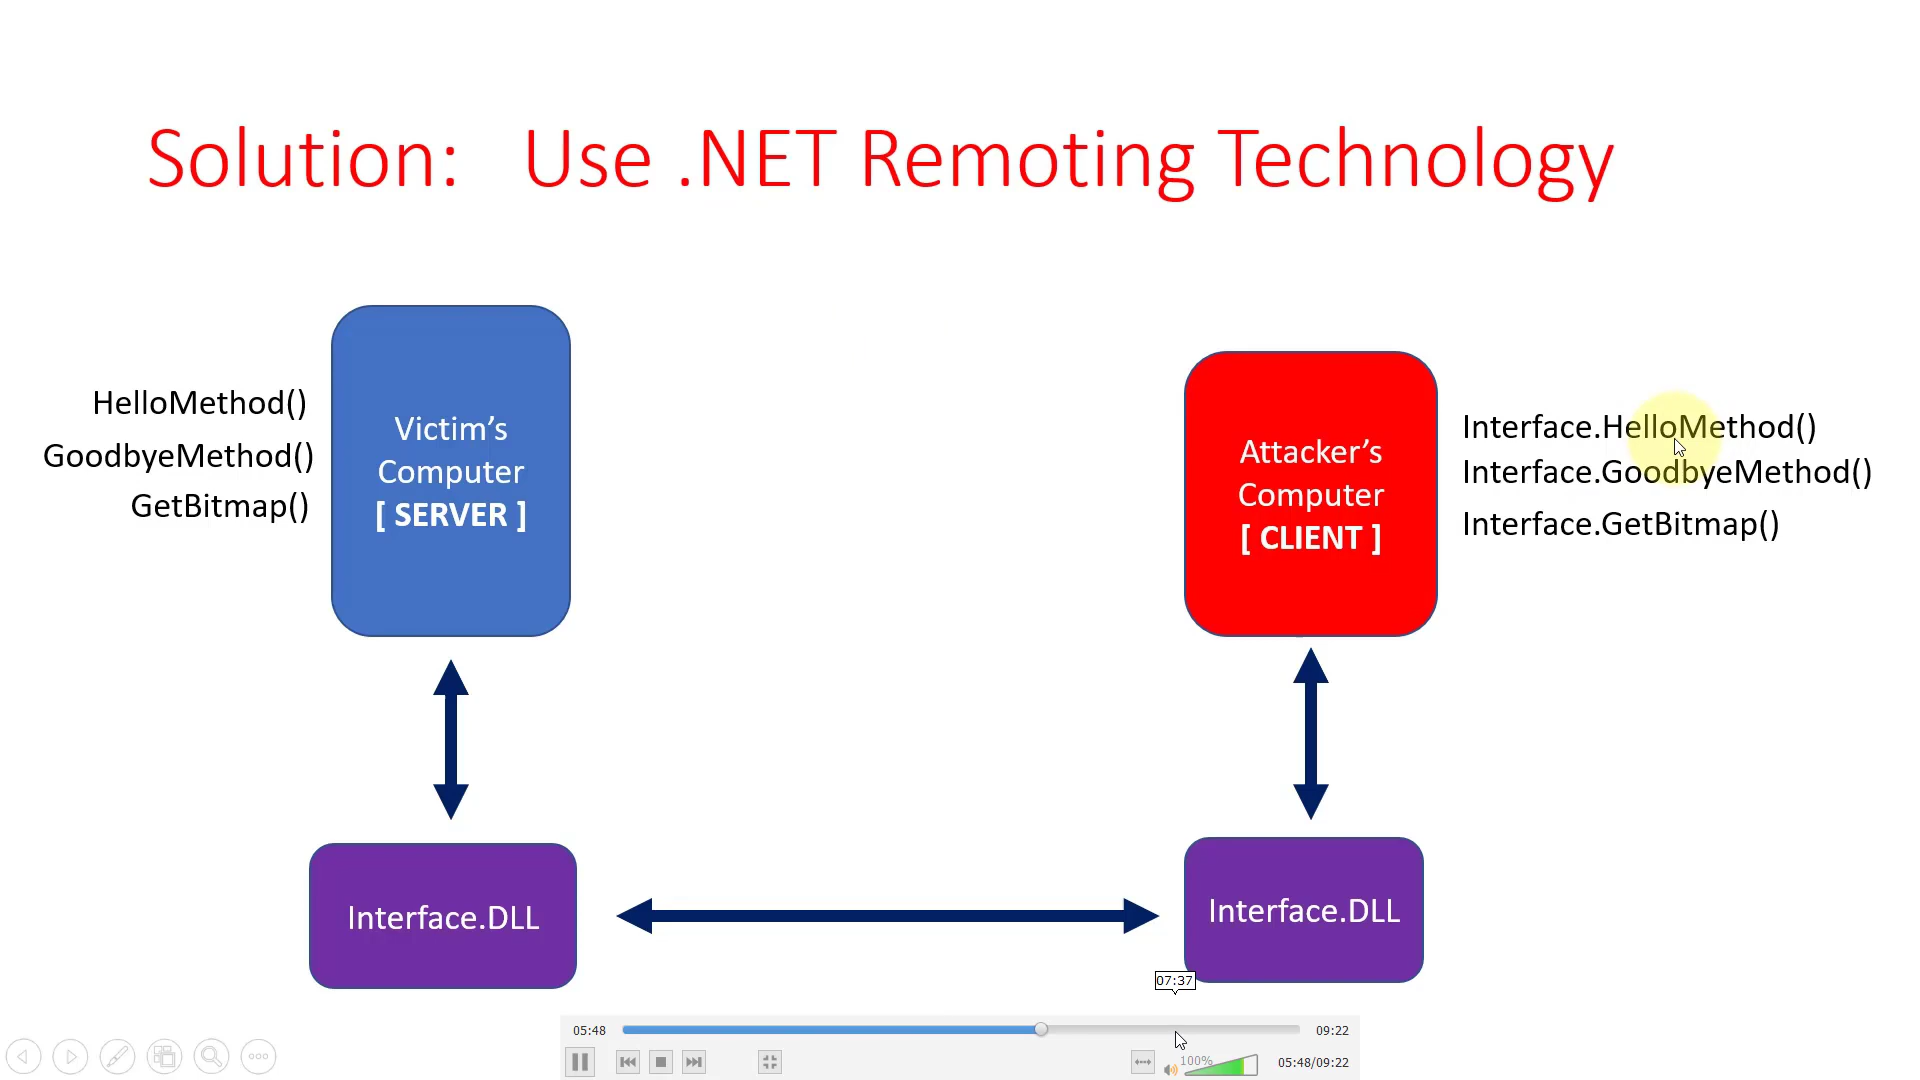 Solution: Use .NET Remoting Technology
HelloMethod()
GoodbyeMethod()
GetBitmap()
Victim’s
Computer
[ SERVER ]
Attacker’s
Computer
[ CLIENT ]
Interface.HelloMethod()
Interface.GoodbyeMethod()
Interface.GetBitmap()
Interface.DLL
Interface.DLL
07:37
05:48
09:22
100%
05:48/09:22